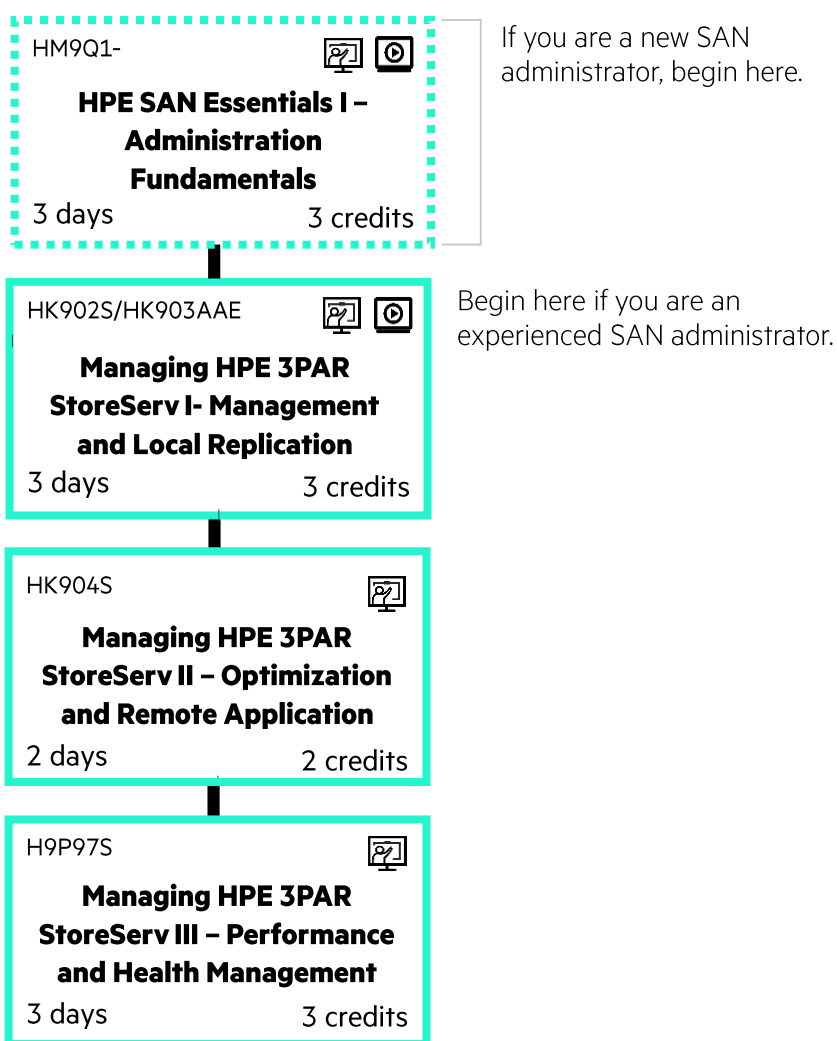 HM9Q1-
If you are a new SAN
administrator, begin here.
HPE SAN Essentials I –
Administration
Fundamentals
3 days 3 credits
HK902S/HK903AAE
Begin here if you are an
experienced SAN administrator.
Managing HPE 3PAR
StoreServ I- Management
and Local Replication
3 days 3 credits
HK904S
Managing HPE 3PAR
StoreServ II – Optimization
and Remote Application
2 days 2 credits
H9P97S
Managing HPE 3PAR
StoreServ III – Performance
and Health Management
3 days 3 credits